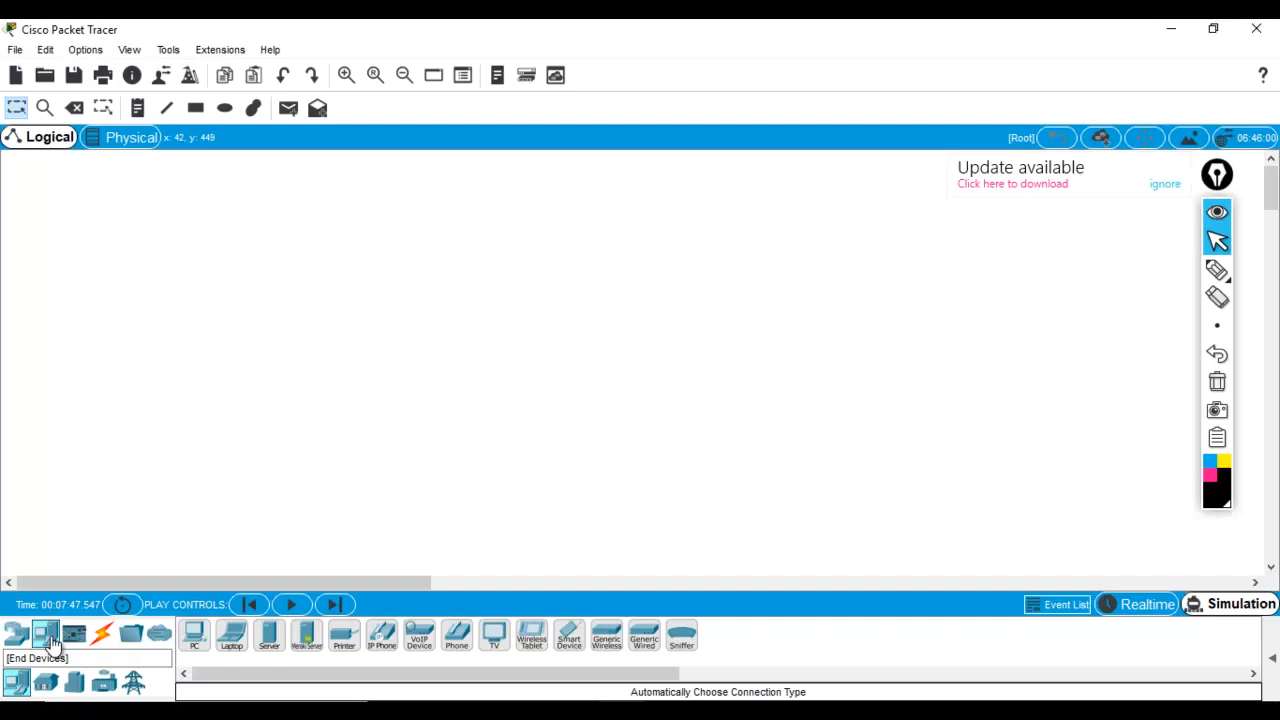 Cisco Packet Tracer
File Edit Options View Tools Extensions Help
?
Logical Physical x: 42, y: 449 [Root] 06:46:00
Update available
Click here to download ignore
Time: 00:07:47.547 PLAY CONTROLS: Event List Realtime Simulation
PC Laptop Server Meraki Server Printer IP Phone VoIP Device Phone TV Wireless Tablet Smart Device Generic Wireless Generic Wired Sniffer
[End Devices]
Automatically Choose Connection Type